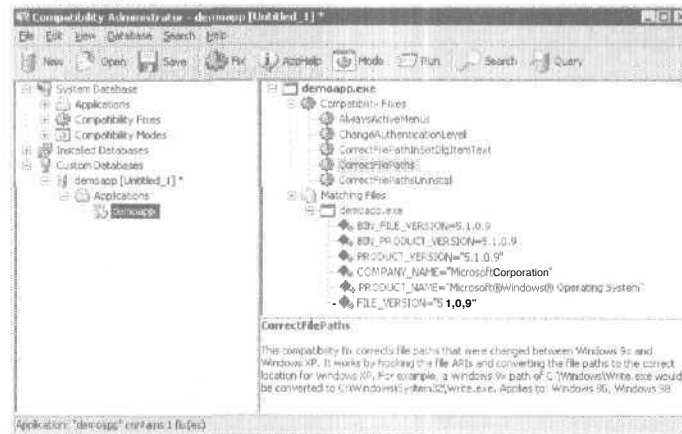 Compatibility Administrator - demoapp [Untitled_1] *
File Edit View Database Search Help
New Open Save Fix AppHelp Mode Run Search Query
System Database
Applications
Compatibility Fixes
Compatibility Modes
Installed Databases
Custom Databases
demoapp [Untitled_1] *
Applications
demoapp
demoapp.exe
Compatibility Fixes
AlwaysActiveMenus
ChangeAuthenticationLevel
CorrectFilePathInSetDlgItemText
CorrectFilePaths
CorrectFilePathsUninstall
Matching Files
demoapp.exe
BIN_FILE_VERSION=5.1.0.9
BIN_PRODUCT_VERSION=5.1.0.9
PRODUCT_VERSION="5.1.0.9"
COMPANY_NAME="Microsoft Corporation"
PRODUCT_NAME="Microsoft®Windows® Operating System"
FILE_VERSION="5 1,0,9"
CorrectFilePaths
This compatibility fix corrects file paths that were changed between Windows 9x and
Windows XP. It works by hooking the file APIs and converting the file paths to the correct
location for windows XP. For example, a windows 9x path of C:\Windows\Write.exe would
be converted to C:\Windows\System32\Write.exe. Applies to: Windows 95, Windows 98
Application: "demoapp" contains 1 file(es)